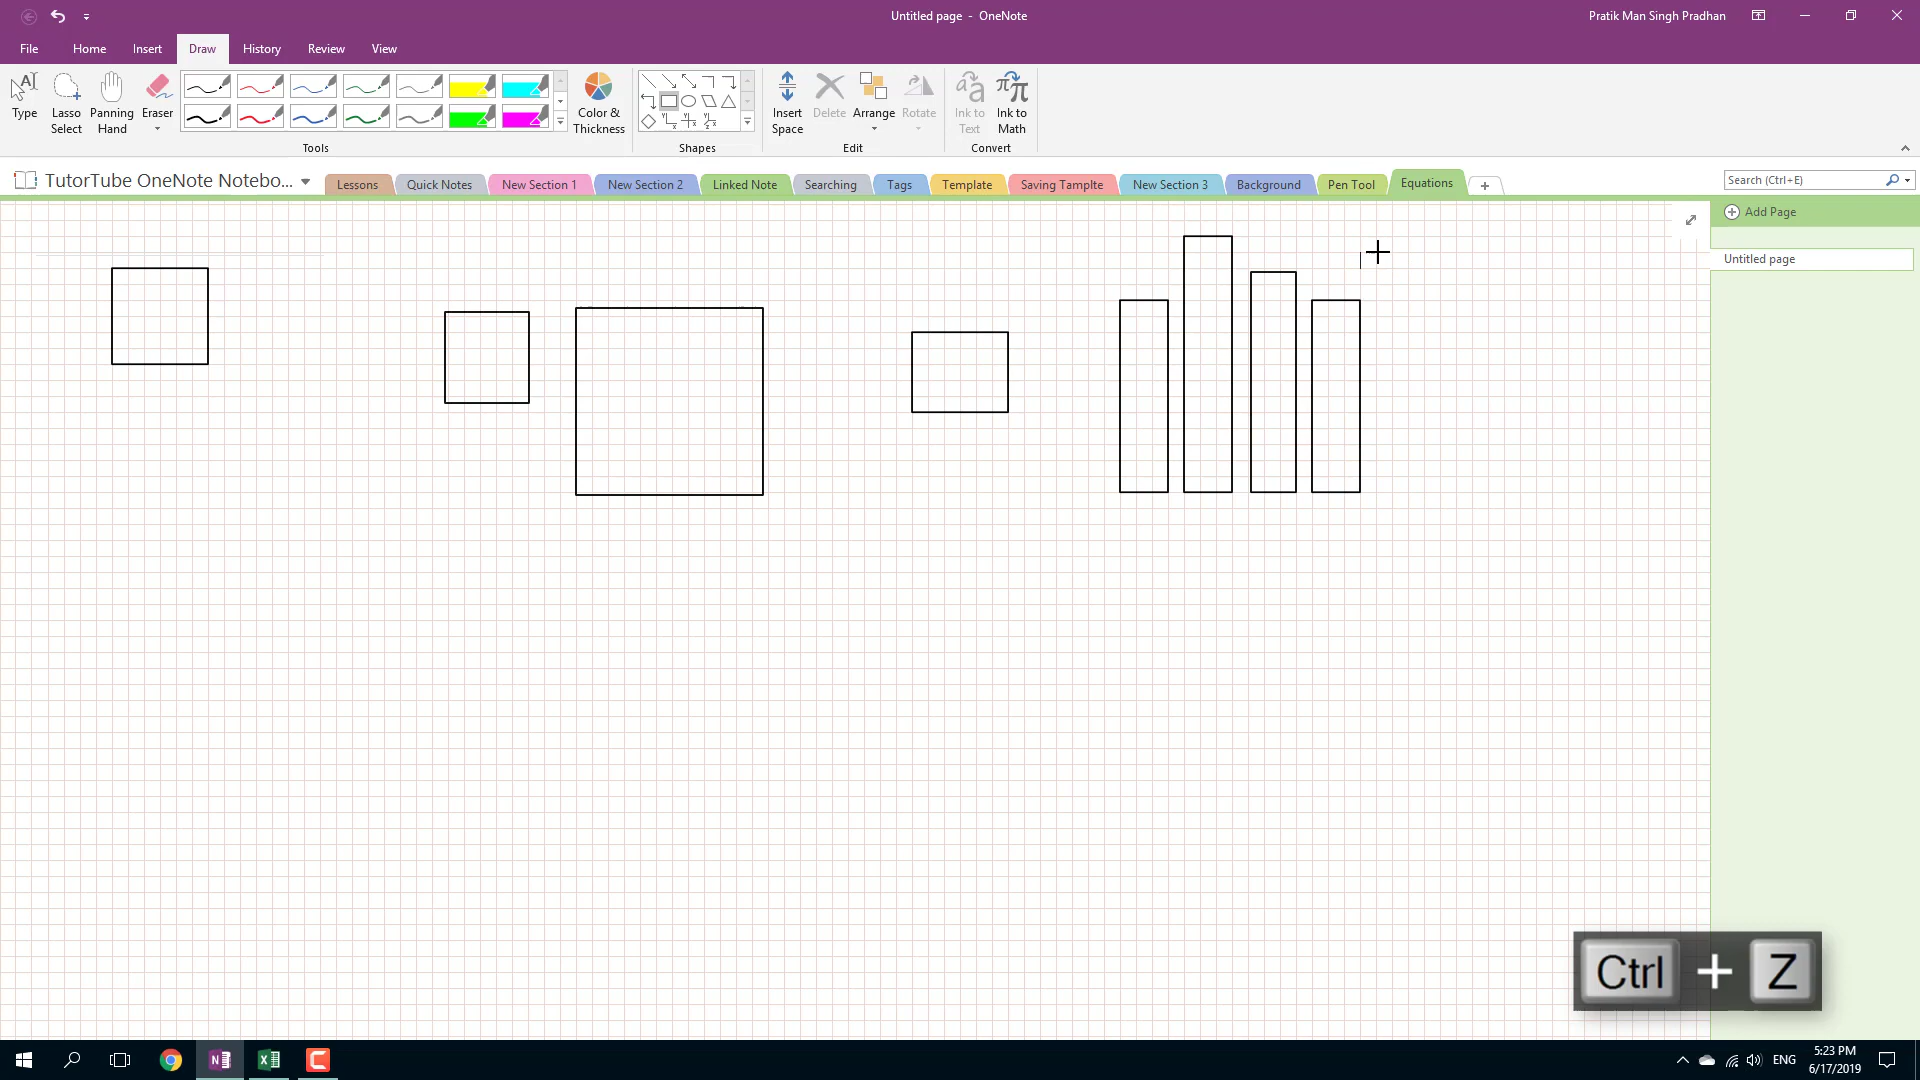 Untitled page - OneNote
Pratik Man Singh Pradhan
File Home Insert Draw History Review View
Type
Lasso Select
Panning Hand
Eraser
Color & Thickness
Insert Space
Delete
Arrange
Rotate
Ink to Text
Ink to Math
Tools
Shapes
Edit
Convert
TutorTube OneNote Notebo...
Lessons
Quick Notes
New Section 1
New Section 2
Linked Note
Searching
Tags
Template
Saving Tamplte
New Section 3
Background
Pen Tool
Equations
Search (Ctrl+E)
Add Page
Untitled page
Ctrl + Z
ENG
5:23 PM
6/17/2019